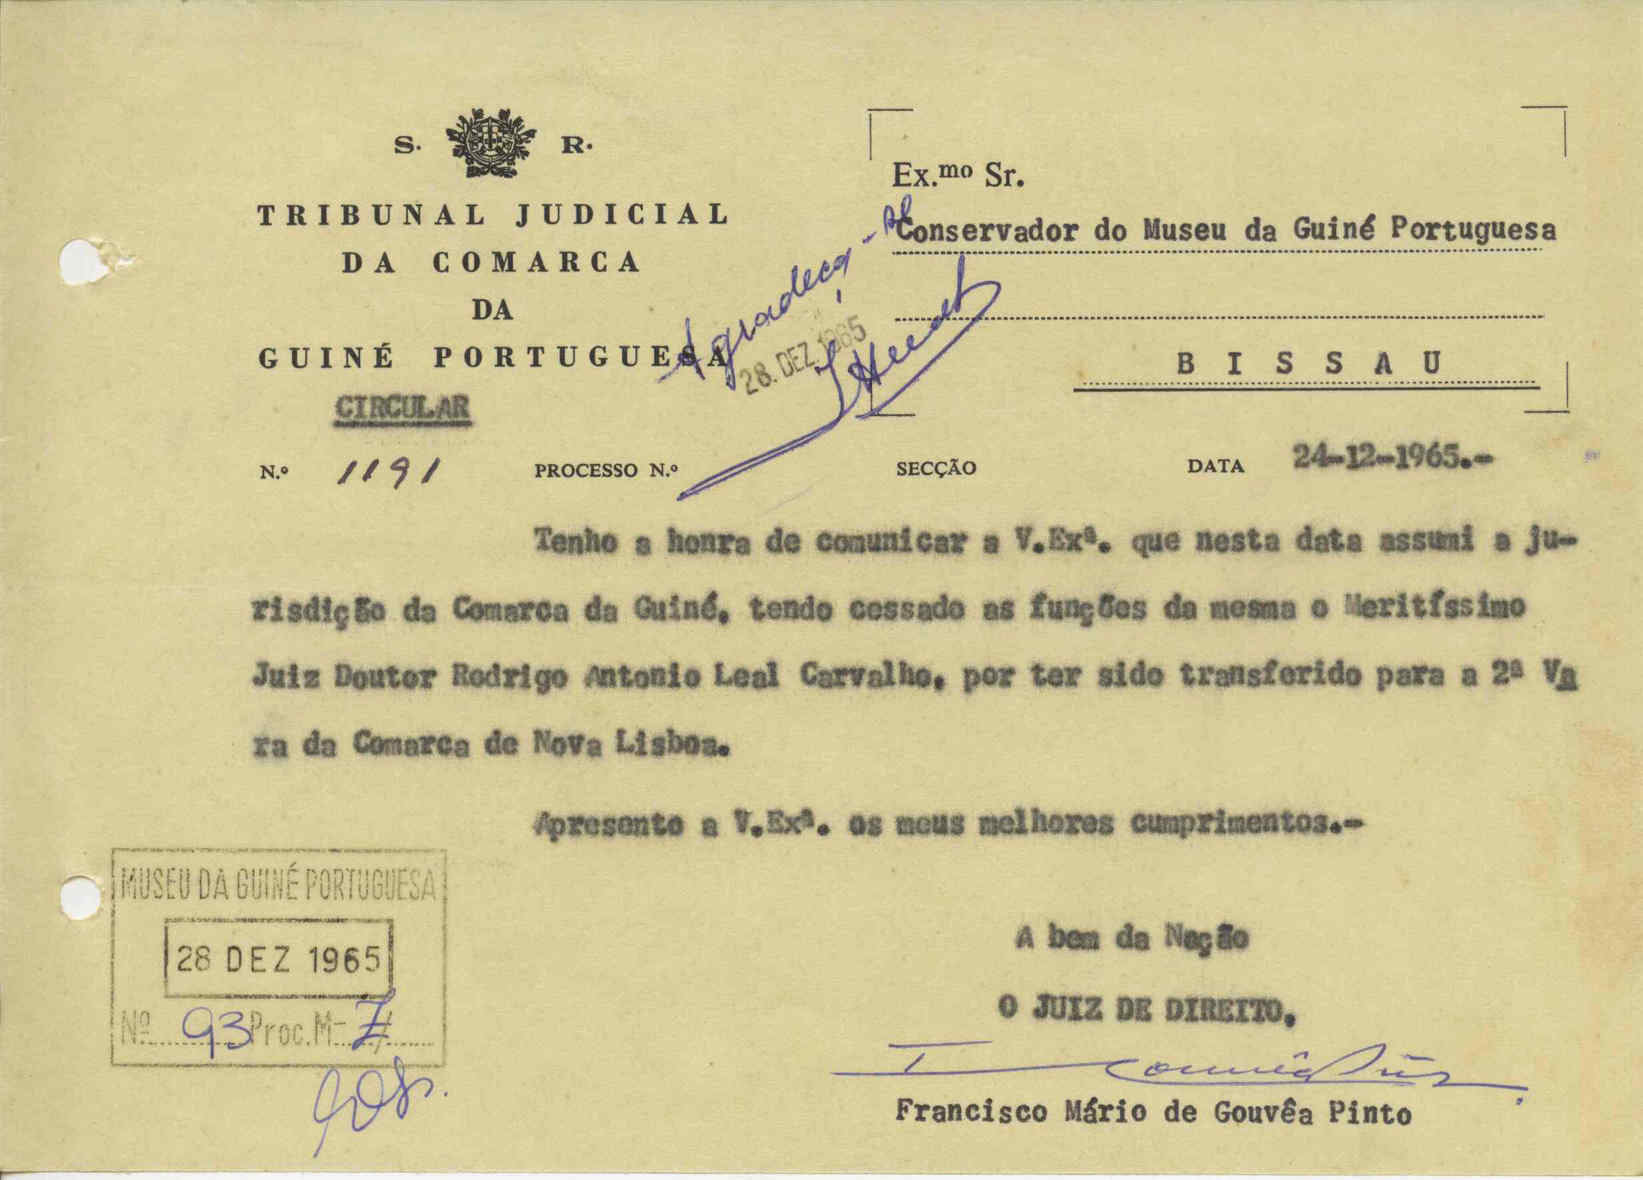 S. R.
TRIBUNAL JUDICIAL
DA COMARCA
DA
GUINÉ PORTUGUESA
CIRCULAR
Ex.mo Sr.
Conservador do Museu da Guiné Portuguesa
BISSAU
Agradeça-se
28. DEZ 1965
N.º 1191 PROCESSO N.º SECÇÃO DATA 24-12-1965.-
Tenho a honra de comunicar a V.Exª. que nesta data assumi a ju-
risdição da Comarca da Guiné, tendo cessado as funções da mesma o Meritíssimo
Juiz Doutor Rodrigo Antonio Leal Carvalho, por ter sido transferido para a 2ª Va
ra da Comarca de Nova Lisboa.
Apresento a V.Exª. os meus melhores cumprimentos.-
MUSEU DA GUINÉ PORTUGUESA
28 DEZ 1965
Nº 93 Proc. M-7/
A bem da Nação
O JUIZ DE DIREITO,
Francisco Mário de Gouvêa Pinto